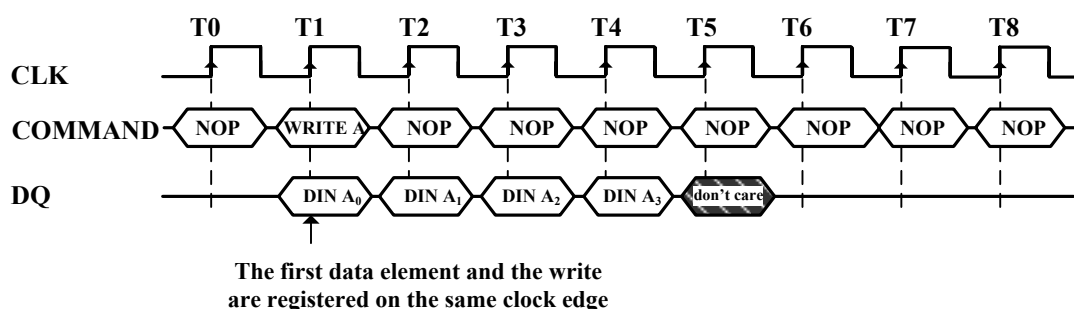 T0 T1 T2 T3 T4 T5 T6 T7 T8
CLK
COMMAND NOP WRITE A NOP NOP NOP NOP NOP NOP NOP
DQ DIN A0 DIN A1 DIN A2 DIN A3 don't care
The first data element and the write
are registered on the same clock edge